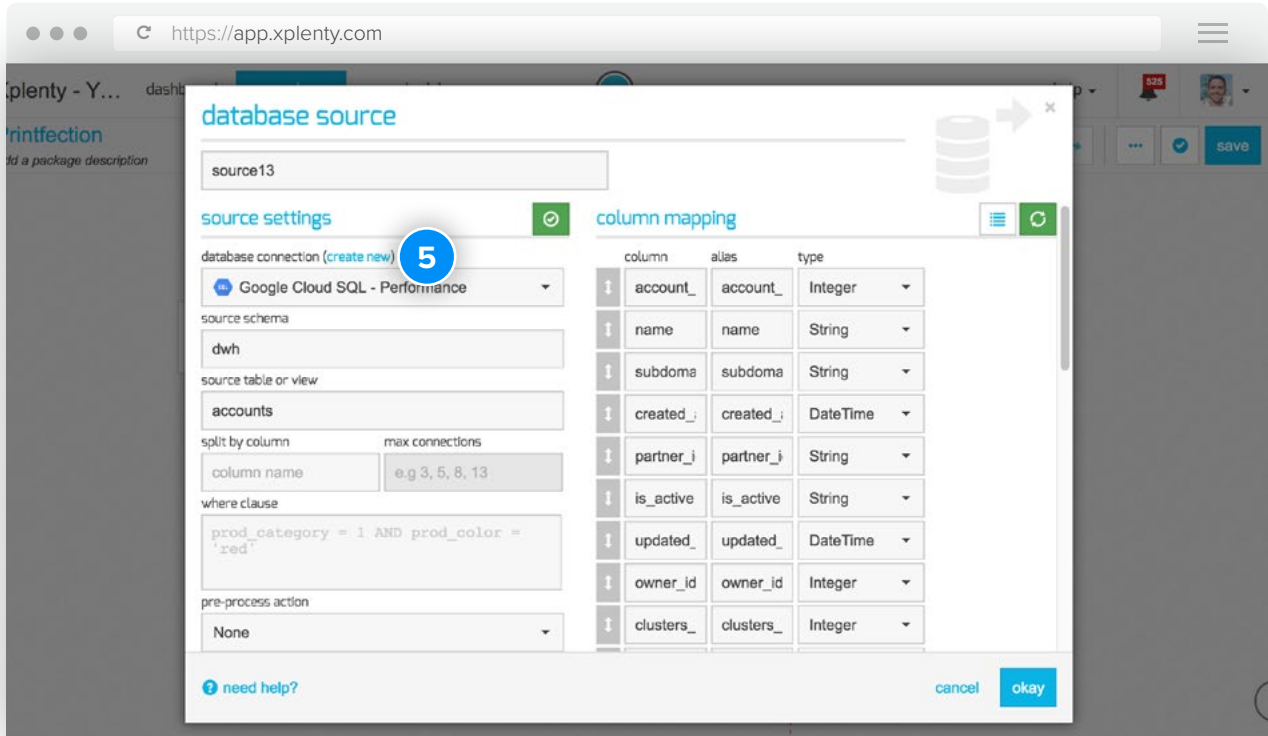 https://app.xplenty.com
plenty - Y...
525
Printfection
add a package description
save
database source
source13
source settings
column mapping
database connection (create new)
5
column alias type
Google Cloud SQL - Performance
account_ account_ Integer
source schema
name name String
dwh
source table or view
subdoma subdoma String
accounts
created_ created_ DateTime
split by column max connections
partner_i partner_i String
column name e.g 3, 5, 8, 13
where clause
is_active is_active String
prod_category = 1 AND prod_color =
'red'
updated_ updated_ DateTime
owner_id owner_id Integer
pre-process action
None
clusters_ clusters_ Integer
need help?
cancel okay